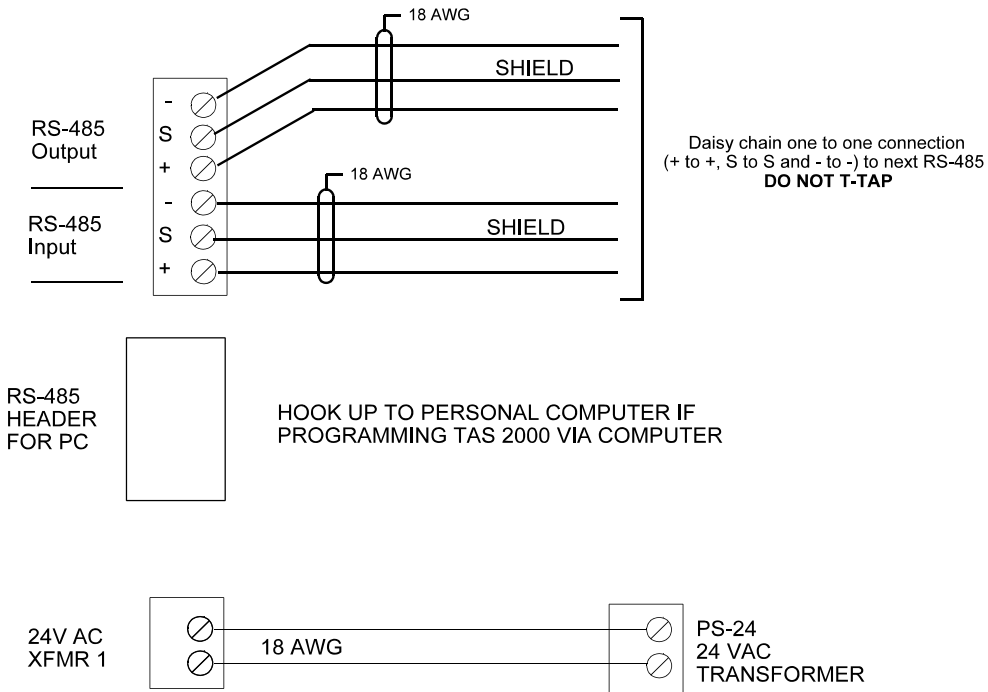 18 AWG
SHIELD
-
S
+
-
S
+
RS-485
Output
RS-485
Input
18 AWG
SHIELD
Daisy chain one to one connection
(+ to +, S to S and - to -) to next RS-485
DO NOT T-TAP
RS-485
HEADER
FOR PC
HOOK UP TO PERSONAL COMPUTER IF
PROGRAMMING TAS 2000 VIA COMPUTER
24V AC
XFMR 1
18 AWG
PS-24
24 VAC
TRANSFORMER